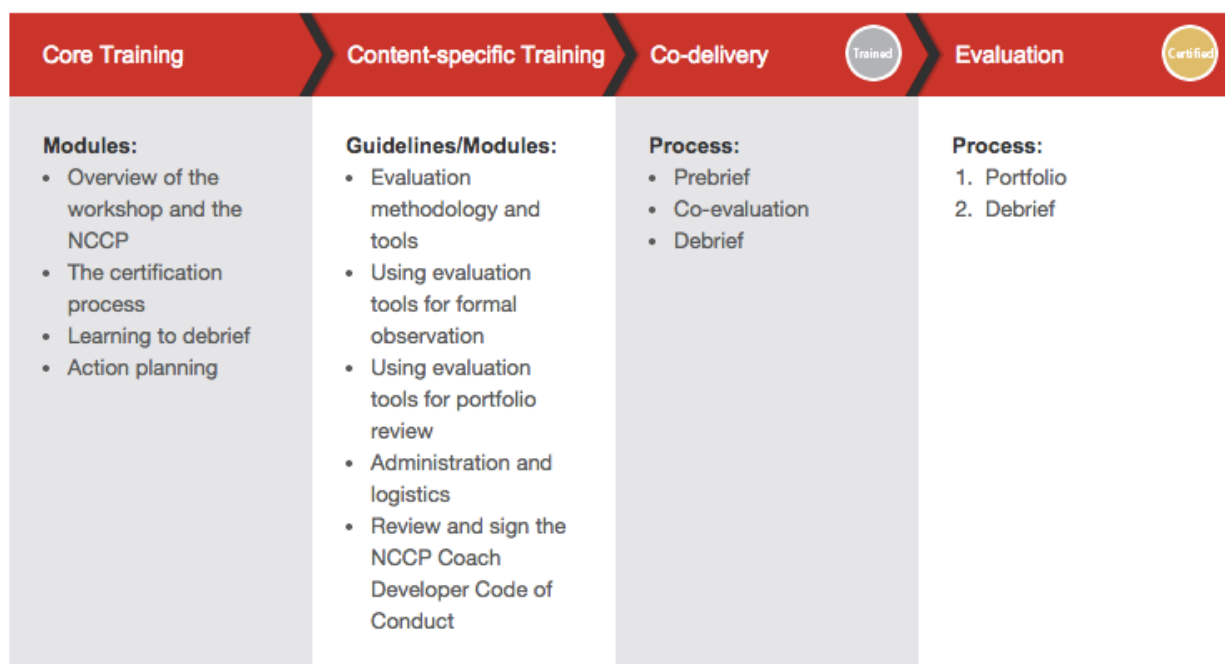 Core Training
Content-specific Training
Co-delivery
Trained
Evaluation
Certified
Modules:
• Overview of the
workshop and the
NCCP
• The certification
process
• Learning to debrief
• Action planning
Guidelines/Modules:
• Evaluation
methodology and
tools
• Using evaluation
tools for formal
observation
• Using evaluation
tools for portfolio
review
• Administration and
logistics
• Review and sign the
NCCP Coach
Developer Code of
Conduct
Process:
• Prebrief
• Co-evaluation
• Debrief
Process:
1. Portfolio
2. Debrief